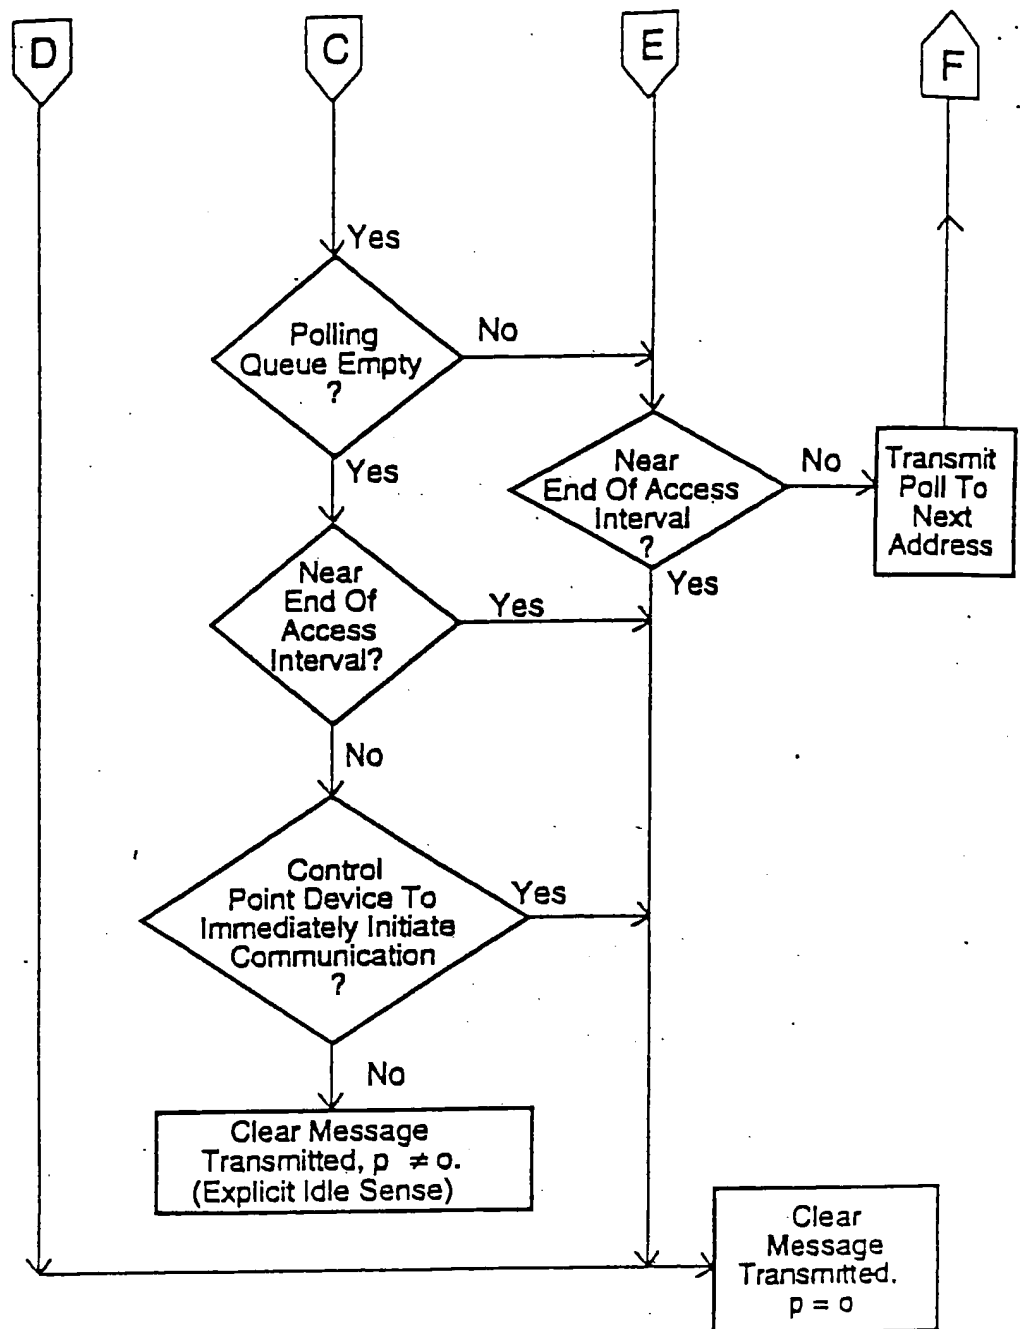 D
C
E
F
Yes
Polling
Queue Empty
?
No
Yes
Near
End Of Access
Interval
?
No
Transmit
Poll To
Next
Address
Yes
Near
End Of
Access
Interval?
Yes
No
Control
Point Device To
Immediately Initiate
Communication
?
Yes
No
Clear Message
Transmitted, p ≠ o.
(Explicit Idle Sense)
Clear
Message
Transmitted.
p = o